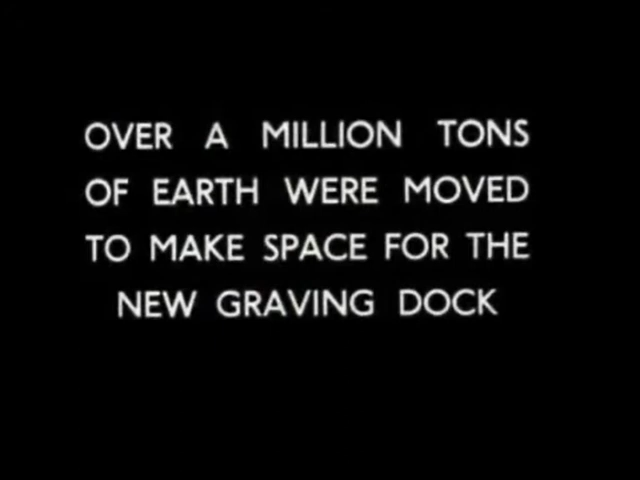 OVER A MILLION TONS
OF EARTH WERE MOVED
TO MAKE SPACE FOR THE
NEW GRAVING DOCK